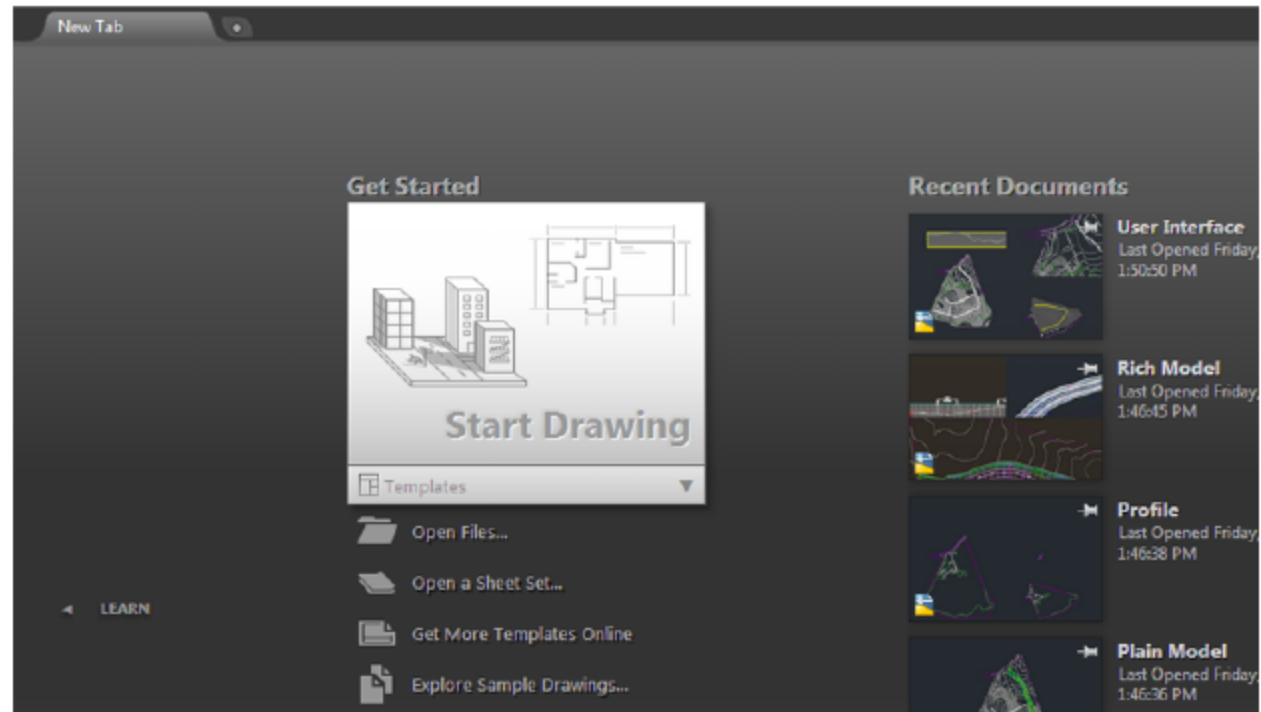 New Tab
Get Started
Start Drawing
Templates
Open Files...
Open a Sheet Set...
Get More Templates Online
Explore Sample Drawings...
LEARN
Recent Documents
User Interface
Last Opened Friday,
1:50:50 PM
Rich Model
Last Opened Friday,
1:46:45 PM
Profile
Last Opened Friday,
1:46:38 PM
Plain Model
Last Opened Friday,
1:46:36 PM